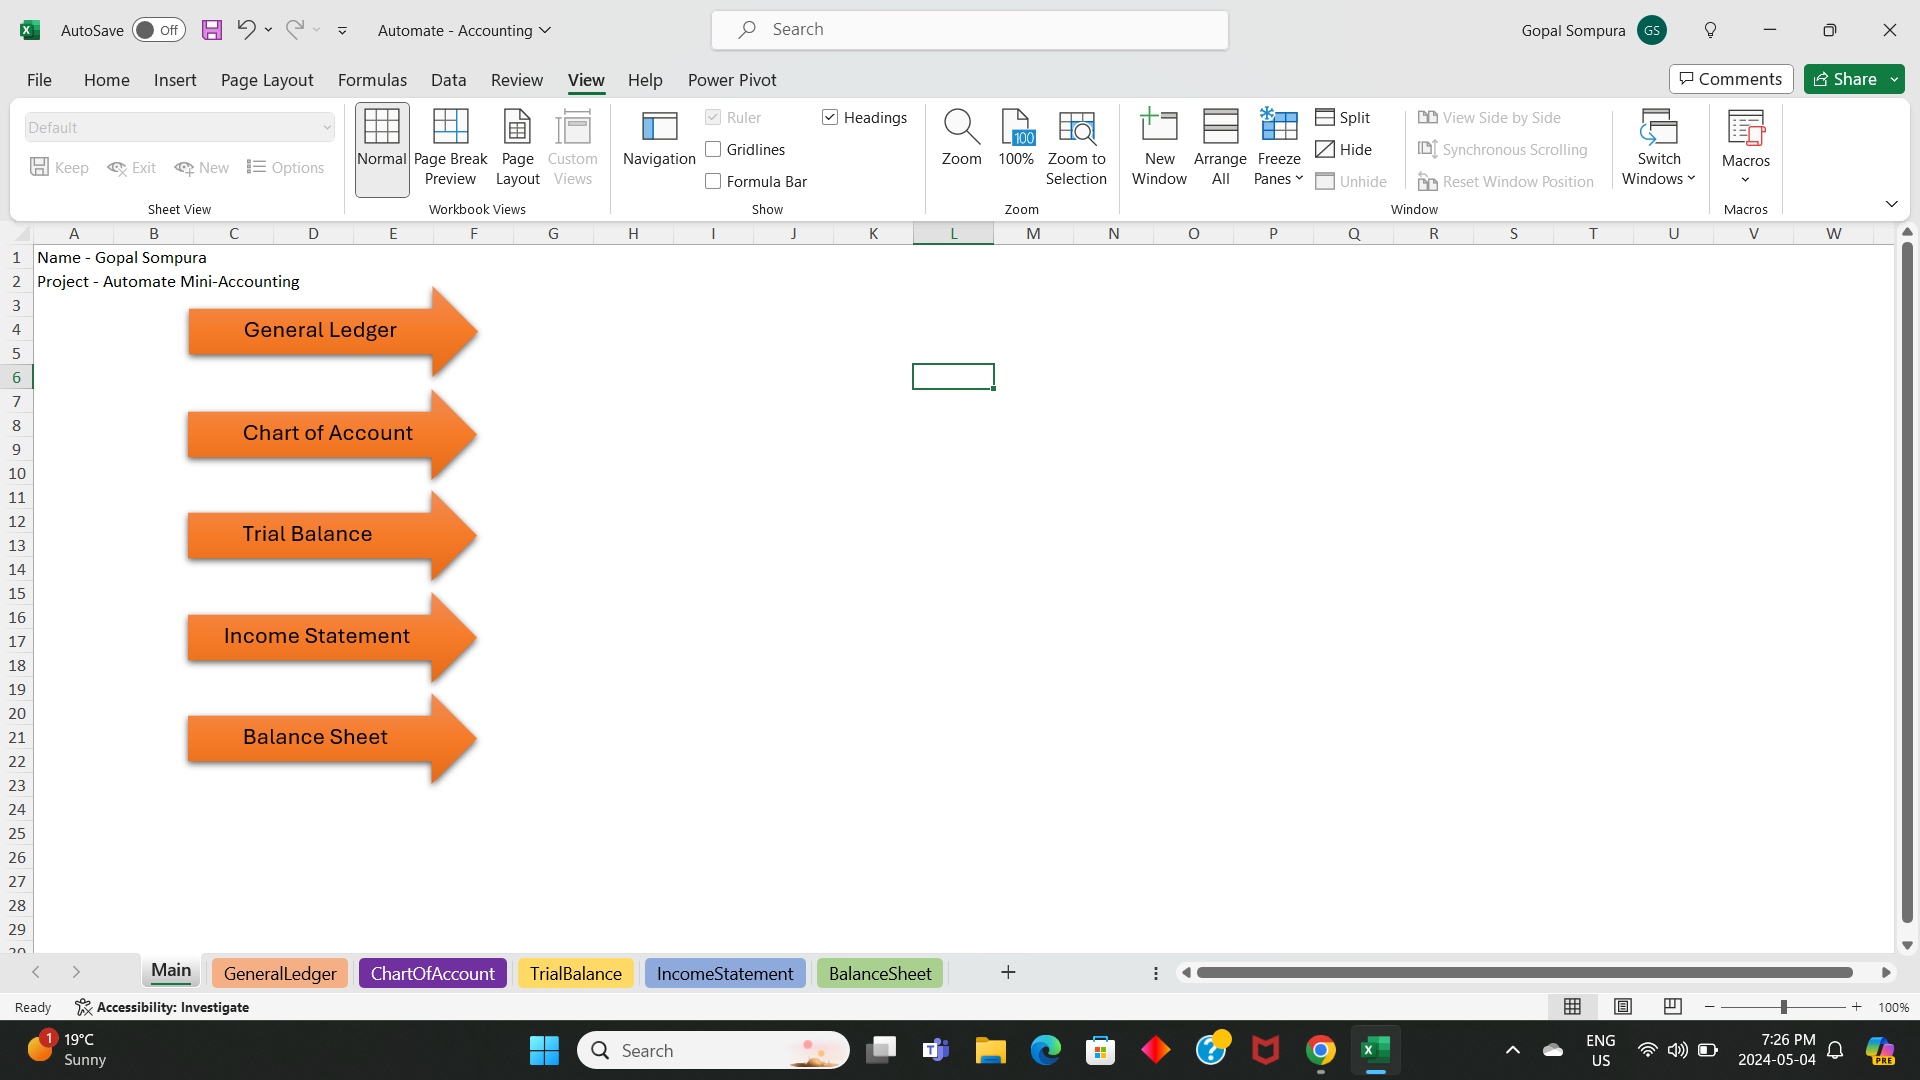 AutoSave Off Automate - Accounting Search Gopal Sompura GS
File Home Insert Page Layout Formulas Data Review View Help Power Pivot Comments Share
Default
Keep Exit New Options
Sheet View
Normal Page Break Preview Page Layout Custom Views
Workbook Views
Navigation
Ruler Headings
Gridlines
Formula Bar
Show
Zoom 100 100% Zoom to Selection
Zoom
New Window Arrange All Freeze Panes
Split
Hide
Unhide
View Side by Side
Synchronous Scrolling
Reset Window Position
Switch Windows
Window
Macros
Macros
A B C D E F G H I J K L M N O P Q R S T U V W
1 Name - Gopal Sompura
2 Project - Automate Mini-Accounting
3
4 General Ledger
5
6
7
8 Chart of Account
9
10
11
12 Trial Balance
13
14
15
16
17 Income Statement
18
19
20
21 Balance Sheet
22
23
24
25
26
27
28
29
30
Main GeneralLedger ChartOfAccount TrialBalance IncomeStatement BalanceSheet
Ready Accessibility: Investigate 100%
1 19°C
Sunny
Search
ENG
US
7:26 PM
2024-05-04
PRE